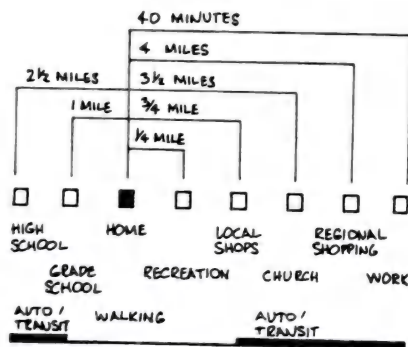 40 MINUTES
4 MILES
2½ MILES 3½ MILES
1 MILE ¾ MILE
¼ MILE
HIGH SCHOOL HOME LOCAL SHOPS REGIONAL SHOPPING
GRADE SCHOOL RECREATION CHURCH WORK
AUTO / TRANSIT WALKING AUTO / TRANSIT